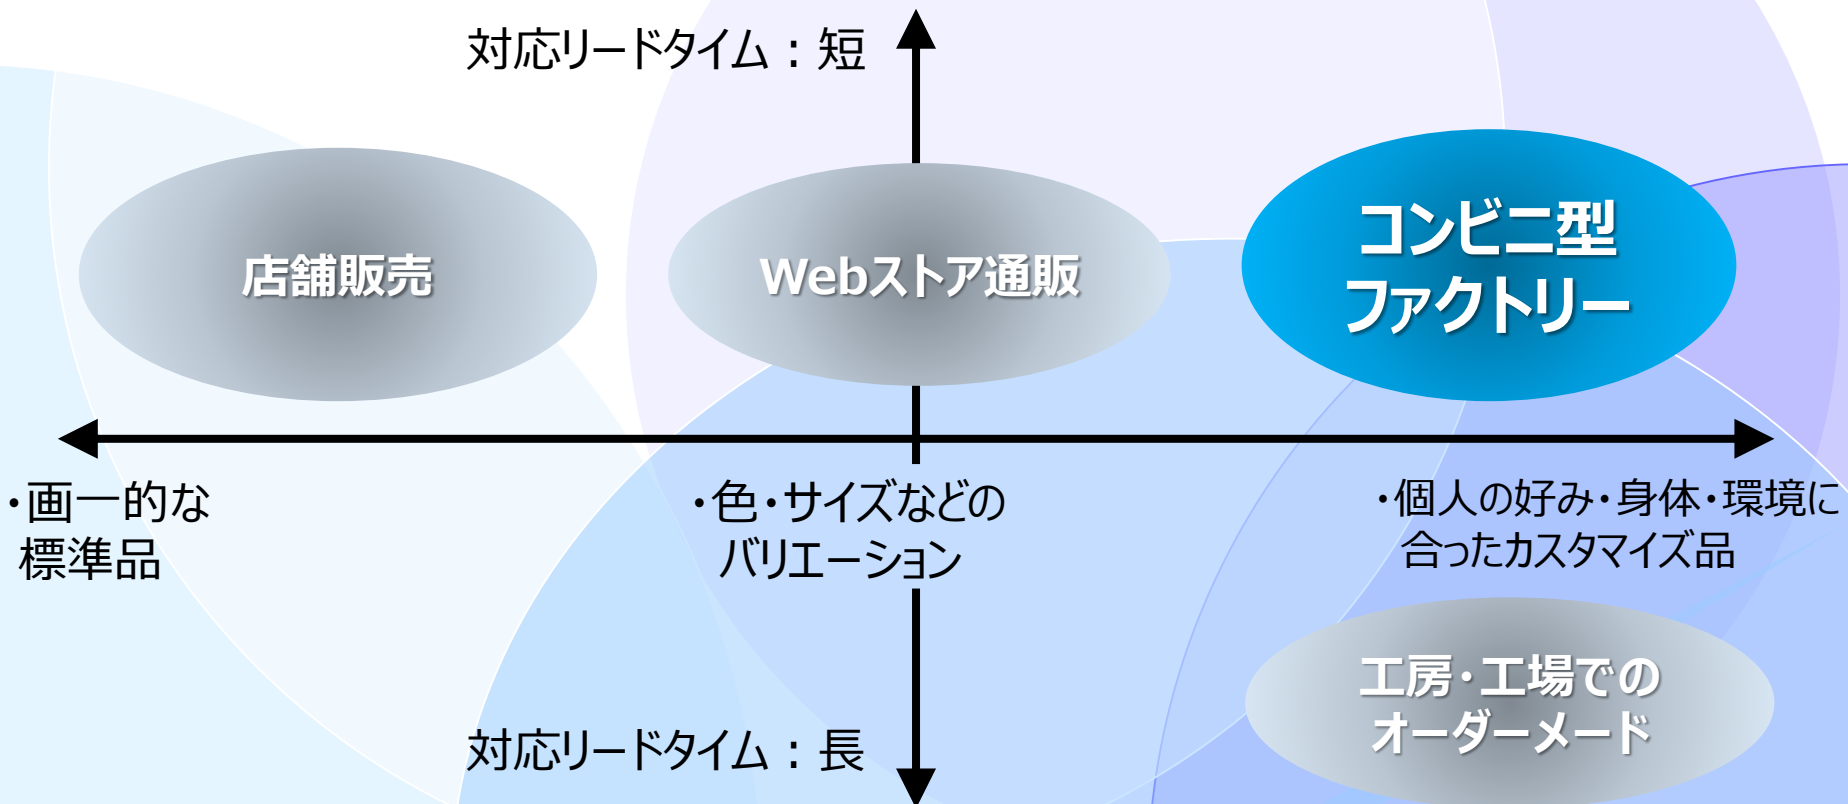 対応リードタイム：短
店舗販売
Webストア通販
コンビニ型
ファクトリー
・画一的な
標準品
・色・サイズなどの
バリエーション
・個人の好み・身体・環境に
合ったカスタマイズ品
工房・工場での
オーダーメード
対応リードタイム：長